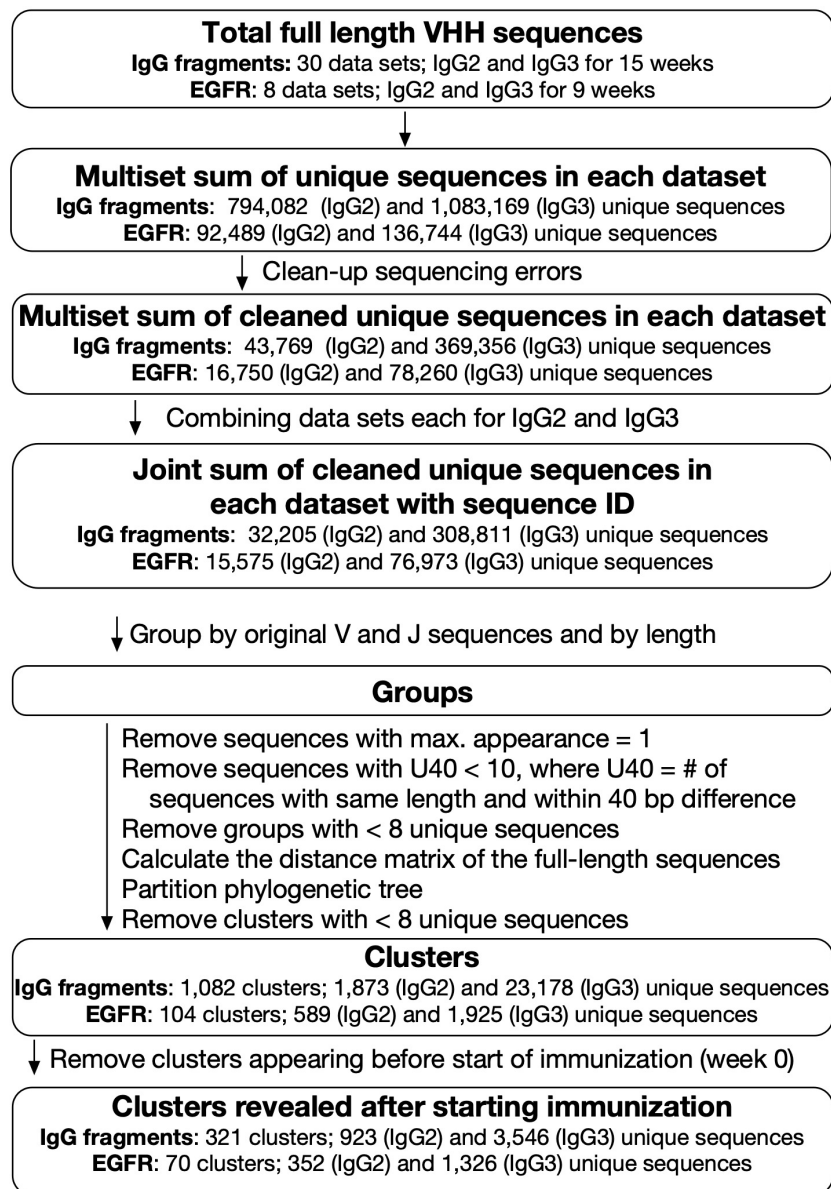 Total full length VHH sequences
IgG fragments: 30 data sets; IgG2 and IgG3 for 15 weeks
EGFR: 8 data sets; IgG2 and IgG3 for 9 weeks
Multiset sum of unique sequences in each dataset
IgG fragments: 794,082 (IgG2) and 1,083,169 (IgG3) unique sequences
EGFR: 92,489 (IgG2) and 136,744 (IgG3) unique sequences
Clean-up sequencing errors
Multiset sum of cleaned unique sequences in each dataset
IgG fragments: 43,769 (IgG2) and 369,356 (IgG3) unique sequences
EGFR: 16,750 (IgG2) and 78,260 (IgG3) unique sequences
Combining data sets each for IgG2 and IgG3
Joint sum of cleaned unique sequences in
each dataset with sequence ID
IgG fragments: 32,205 (IgG2) and 308,811 (IgG3) unique sequences
EGFR: 15,575 (IgG2) and 76,973 (IgG3) unique sequences
Group by original V and J sequences and by length
Groups
Remove sequences with max. appearance = 1
Remove sequences with U40 < 10, where U40 = # of
sequences with same length and within 40 bp difference
Remove groups with < 8 unique sequences
Calculate the distance matrix of the full-length sequences
Partition phylogenetic tree
Remove clusters with < 8 unique sequences
Clusters
IgG fragments: 1,082 clusters; 1,873 (IgG2) and 23,178 (IgG3) unique sequences
EGFR: 104 clusters; 589 (IgG2) and 1,925 (IgG3) unique sequences
Remove clusters appearing before start of immunization (week 0)
Clusters revealed after starting immunization
IgG fragments: 321 clusters; 923 (IgG2) and 3,546 (IgG3) unique sequences
EGFR: 70 clusters; 352 (IgG2) and 1,326 (IgG3) unique sequences